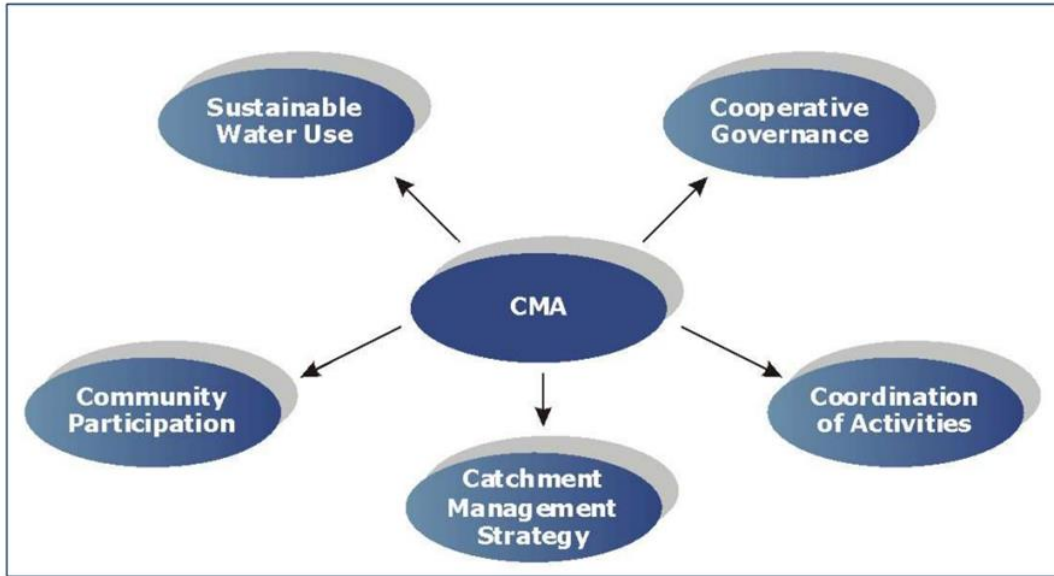 Sustainable
Water Use
Cooperative
Governance
CMA
Community
Participation
Coordination
of Activities
Catchment
Management
Strategy